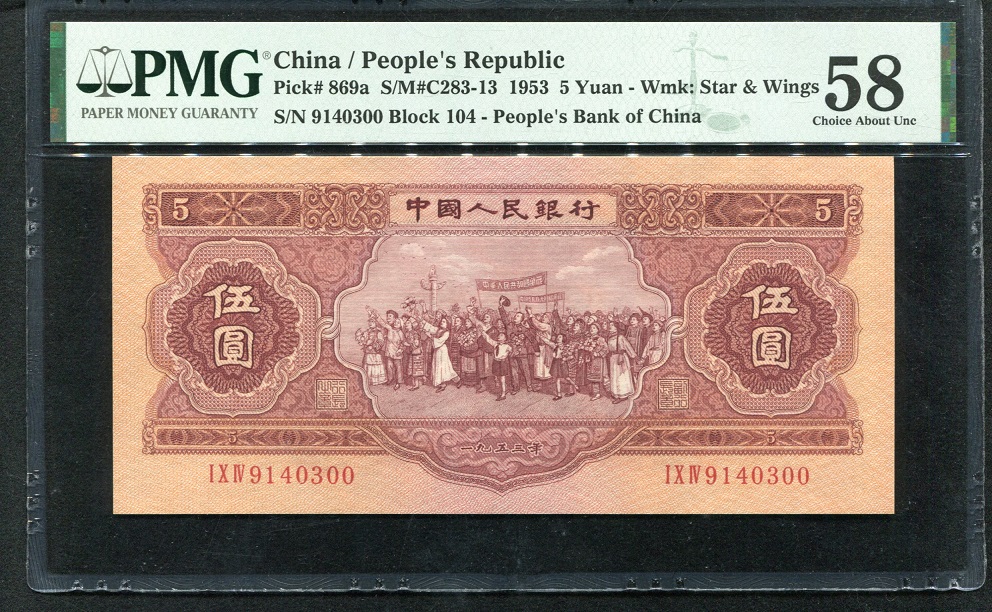 PMG® China / People's Republic
Pick# 869a S/M#C283-13 1953 5 Yuan - Wmk: Star & Wings 58
PAPER MONEY GUARANTY
S/N 9140300 Block 104 - People's Bank of China
Choice About Unc
5 中國人民銀行 5
伍圓 伍圓
5 5
一九五三年
IXIV9140300 IXIV9140300